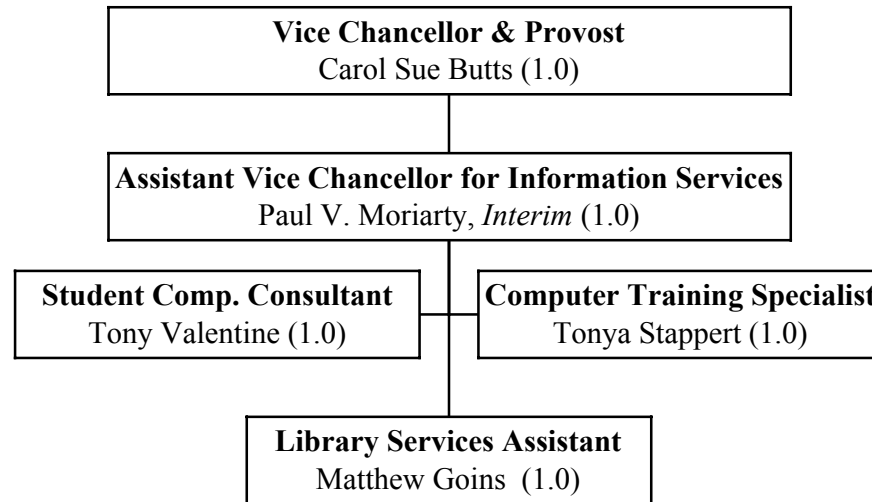 Vice Chancellor & Provost
Carol Sue Butts (1.0)
Assistant Vice Chancellor for Information Services
Paul V. Moriarty, Interim (1.0)
Student Comp. Consultant
Tony Valentine (1.0)
Computer Training Specialist
Tonya Stappert (1.0)
Library Services Assistant
Matthew Goins (1.0)